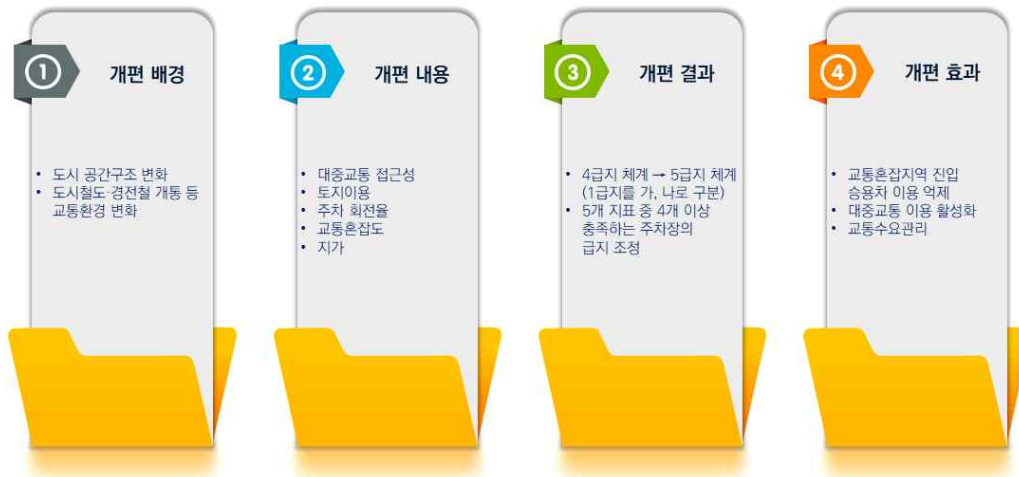 ① 개편 배경
• 도시 공간구조 변화
• 도시철도·경전철 개통 등
교통환경 변화
② 개편 내용
• 대중교통 접근성
• 토지이용
• 주차 회전율
• 교통혼잡도
• 지가
③ 개편 결과
• 4급지 체계 → 5급지 체계
(1급지를 가, 나로 구분)
• 5개 지표 중 4개 이상
충족하는 주차장의
급지 조정
④ 개편 효과
• 교통혼잡지역 진입
승용차 이용 억제
• 대중교통 이용 활성화
• 교통수요관리